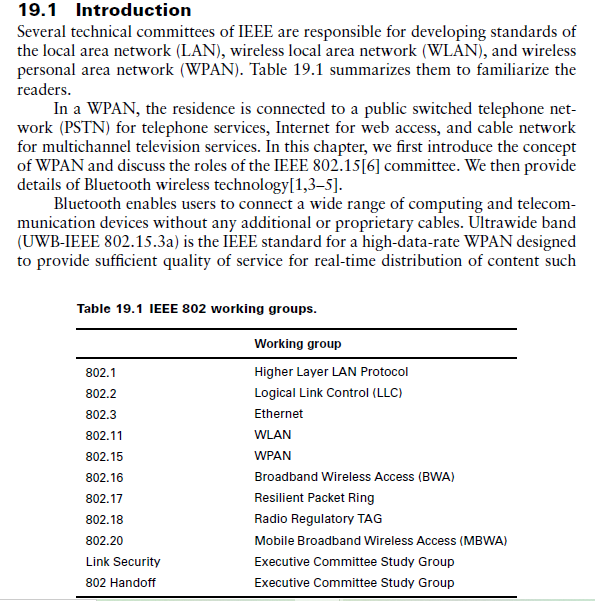 19.1 Introduction
Several technical committees of IEEE are responsible for developing standards of
the local area network (LAN), wireless local area network (WLAN), and wireless
personal area network (WPAN). Table 19.1 summarizes them to familiarize the
readers.
In a WPAN, the residence is connected to a public switched telephone net-
work (PSTN) for telephone services, Internet for web access, and cable network
for multichannel television services. In this chapter, we first introduce the concept
of WPAN and discuss the roles of the IEEE 802.15[6] committee. We then provide
details of Bluetooth wireless technology[1,3–5].
Bluetooth enables users to connect a wide range of computing and telecom-
munication devices without any additional or proprietary cables. Ultrawide band
(UWB-IEEE 802.15.3a) is the IEEE standard for a high-data-rate WPAN designed
to provide sufficient quality of service for real-time distribution of content such
Table 19.1 IEEE 802 working groups.
Working group
802.1 Higher Layer LAN Protocol
802.2 Logical Link Control (LLC)
802.3 Ethernet
802.11 WLAN
802.15 WPAN
802.16 Broadband Wireless Access (BWA)
802.17 Resilient Packet Ring
802.18 Radio Regulatory TAG
802.20 Mobile Broadband Wireless Access (MBWA)
Link Security Executive Committee Study Group
802 Handoff Executive Committee Study Group